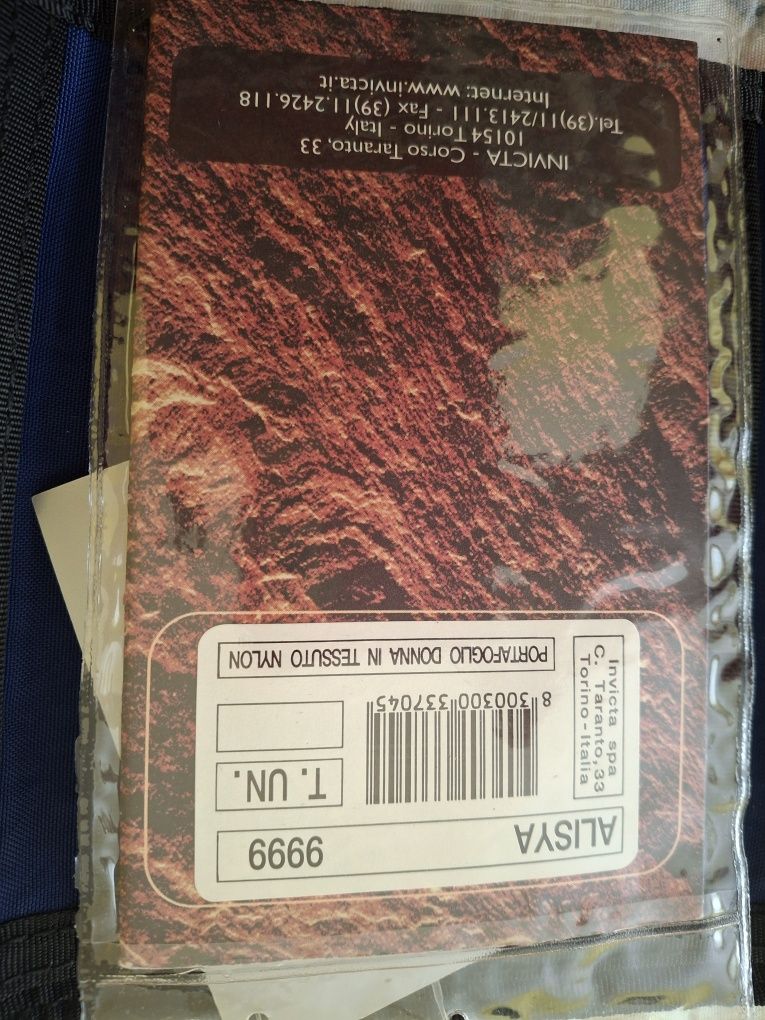 ALISYA 9999
T. UN.
8 300300 337045
Invicta spa
C. Taranto, 33
Torino-Italia
PORTAFOGLIO DONNA IN TESSUTO NYLON
INVICTA - Corso Taranto, 33
10154 Torino - Italy
Tel.(39)11/2413.111 - Fax (39)11.2426.118
Internet: www.invicta.it